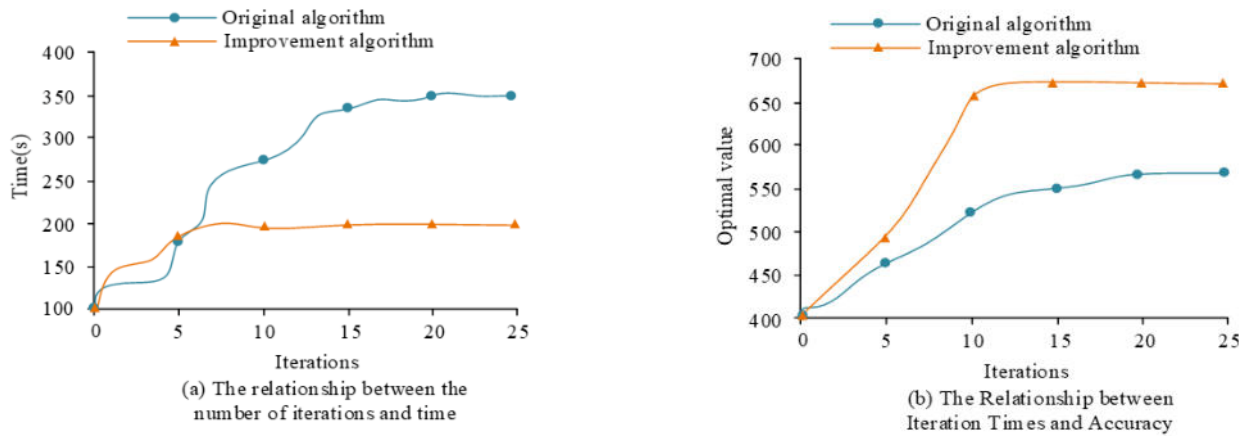 Original algorithm
Improvement algorithm
400
350
300
250
200
150
100
Time(s)
0 5 10 15 20 25
Iterations
(a) The relationship between the
number of iterations and time
Original algorithm
Improvement algorithm
700
650
550
500
450
400
Optimal value
0 5 10 15 20 25
Iterations
(b) The Relationship between
Iteration Times and Accuracy